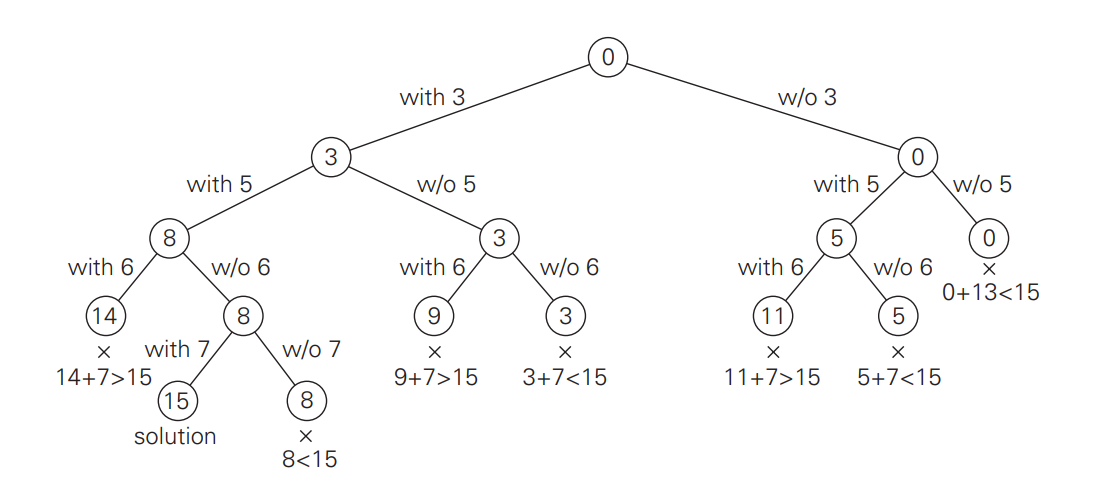 0
with 3
w/o 3
3
0
with 5
w/o 5
with 5
w/o 5
8
3
5
0
with 6
w/o 6
with 6
w/o 6
with 6
w/o 6
×
0+13<15
14
8
9
3
11
5
×
with 7
w/o 7
×
×
×
×
14+7>15
9+7>15
3+7<15
11+7>15
5+7<15
15
8
solution
×
8<15